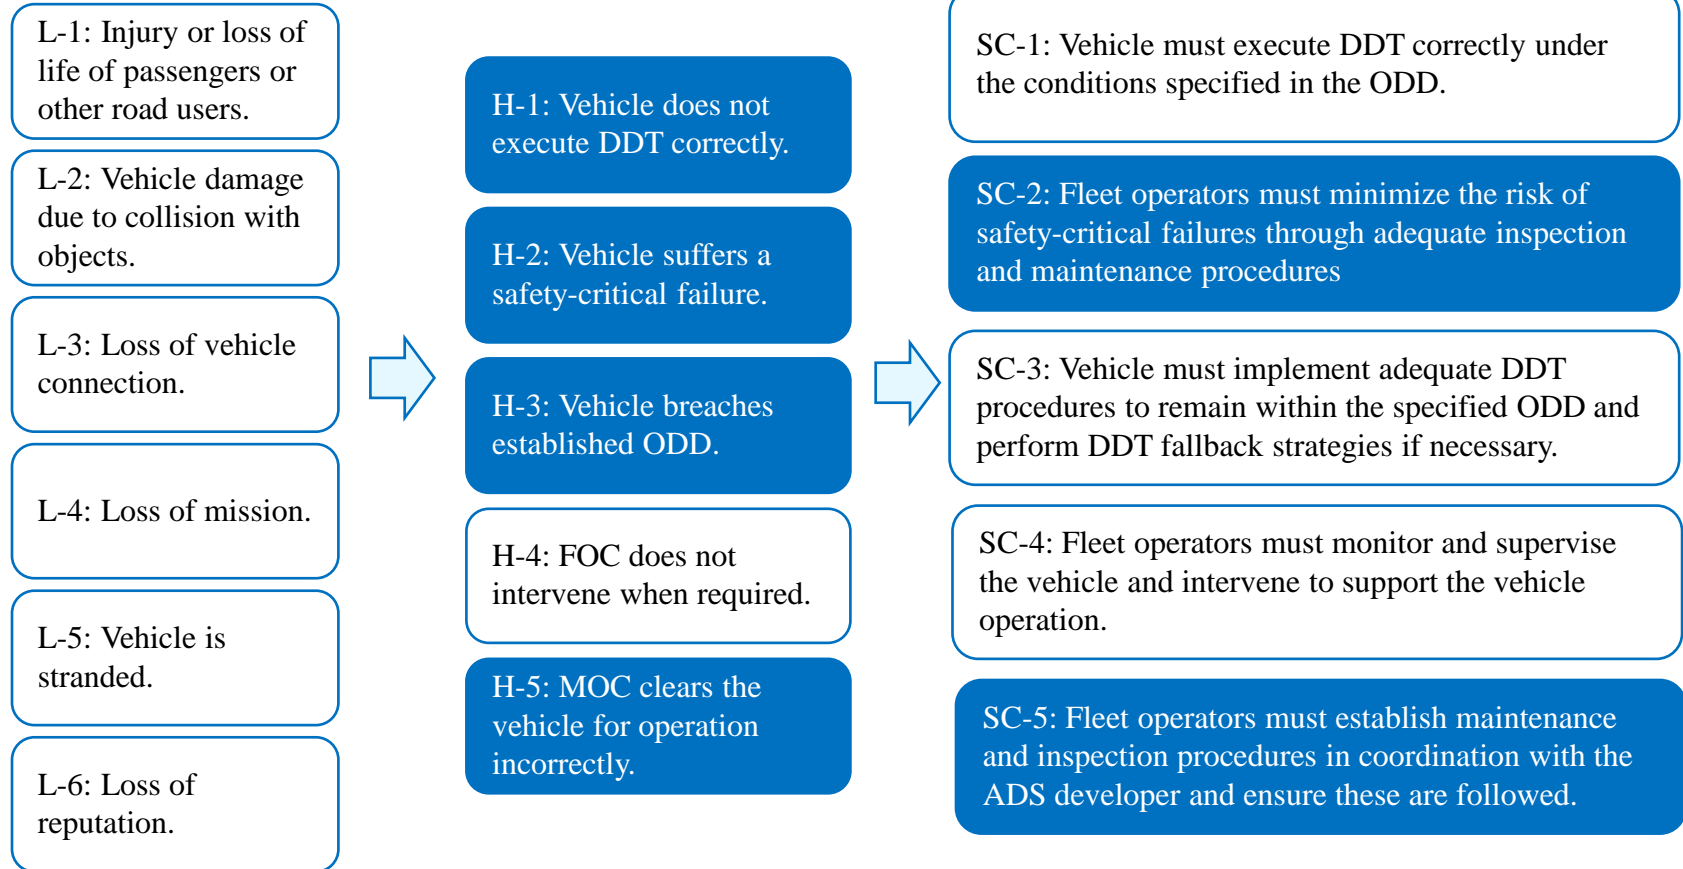 L-1: Injury or loss of
life of passengers or
other road users.
L-2: Vehicle damage
due to collision with
objects.
L-3: Loss of vehicle
connection.
L-4: Loss of mission.
L-5: Vehicle is
stranded.
L-6: Loss of
reputation.
H-1: Vehicle does not
execute DDT correctly.
H-2: Vehicle suffers a
safety-critical failure.
H-3: Vehicle breaches
established ODD.
H-4: FOC does not
intervene when required.
H-5: MOC clears the
vehicle for operation
incorrectly.
SC-1: Vehicle must execute DDT correctly under
the conditions specified in the ODD.
SC-2: Fleet operators must minimize the risk of
safety-critical failures through adequate inspection
and maintenance procedures
SC-3: Vehicle must implement adequate DDT
procedures to remain within the specified ODD and
perform DDT fallback strategies if necessary.
SC-4: Fleet operators must monitor and supervise
the vehicle and intervene to support the vehicle
operation.
SC-5: Fleet operators must establish maintenance
and inspection procedures in coordination with the
ADS developer and ensure these are followed.